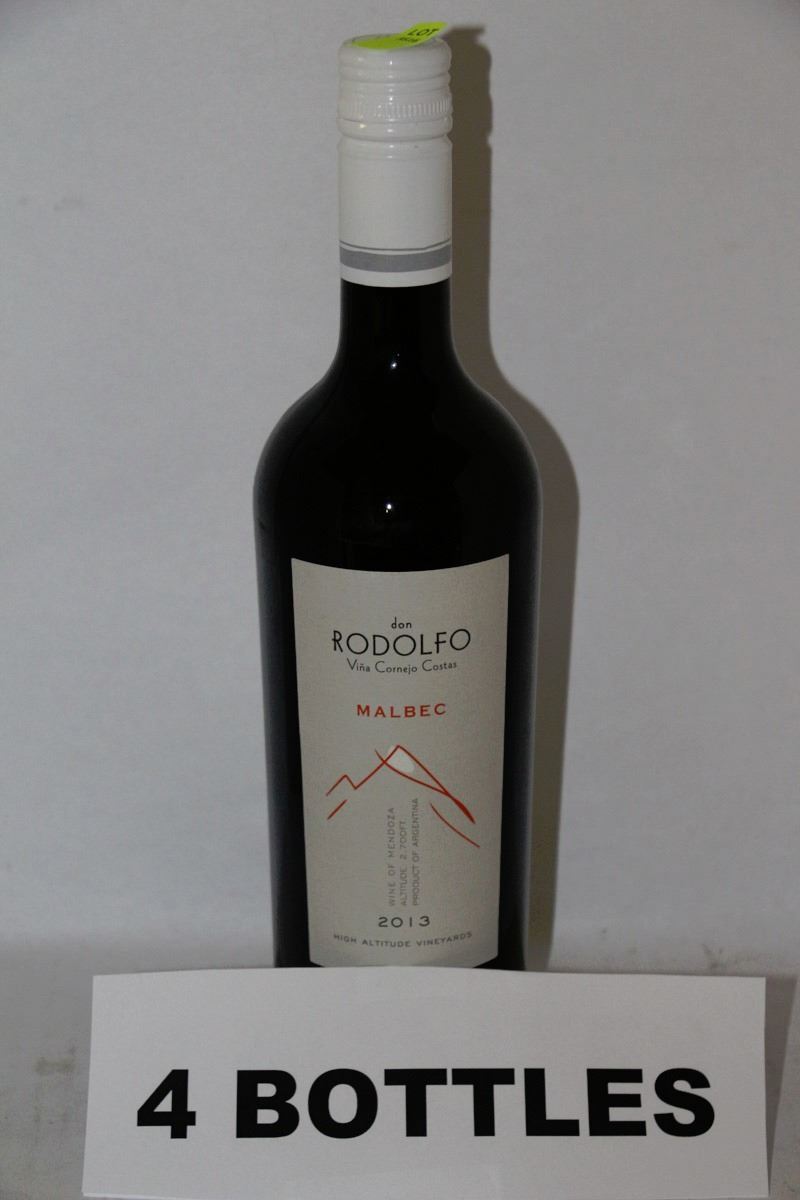 LOT
don
RODOLFO
Viña Cornejo Costas
MALBEC
WINE OF MENDOZA
ALTITUDE: 2.700FT.
PRODUCT OF ARGENTINA
2013
HIGH ALTITUDE VINEYARDS
4 BOTTLES